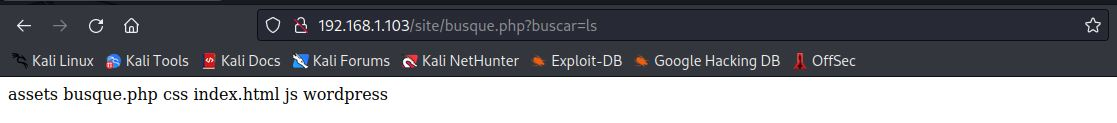 192.168.1.103/site/busque.php?buscar=ls
Kali Linux Kali Tools Kali Docs Kali Forums Kali NetHunter Exploit-DB Google Hacking DB OffSec
assets busque.php css index.html js wordpress